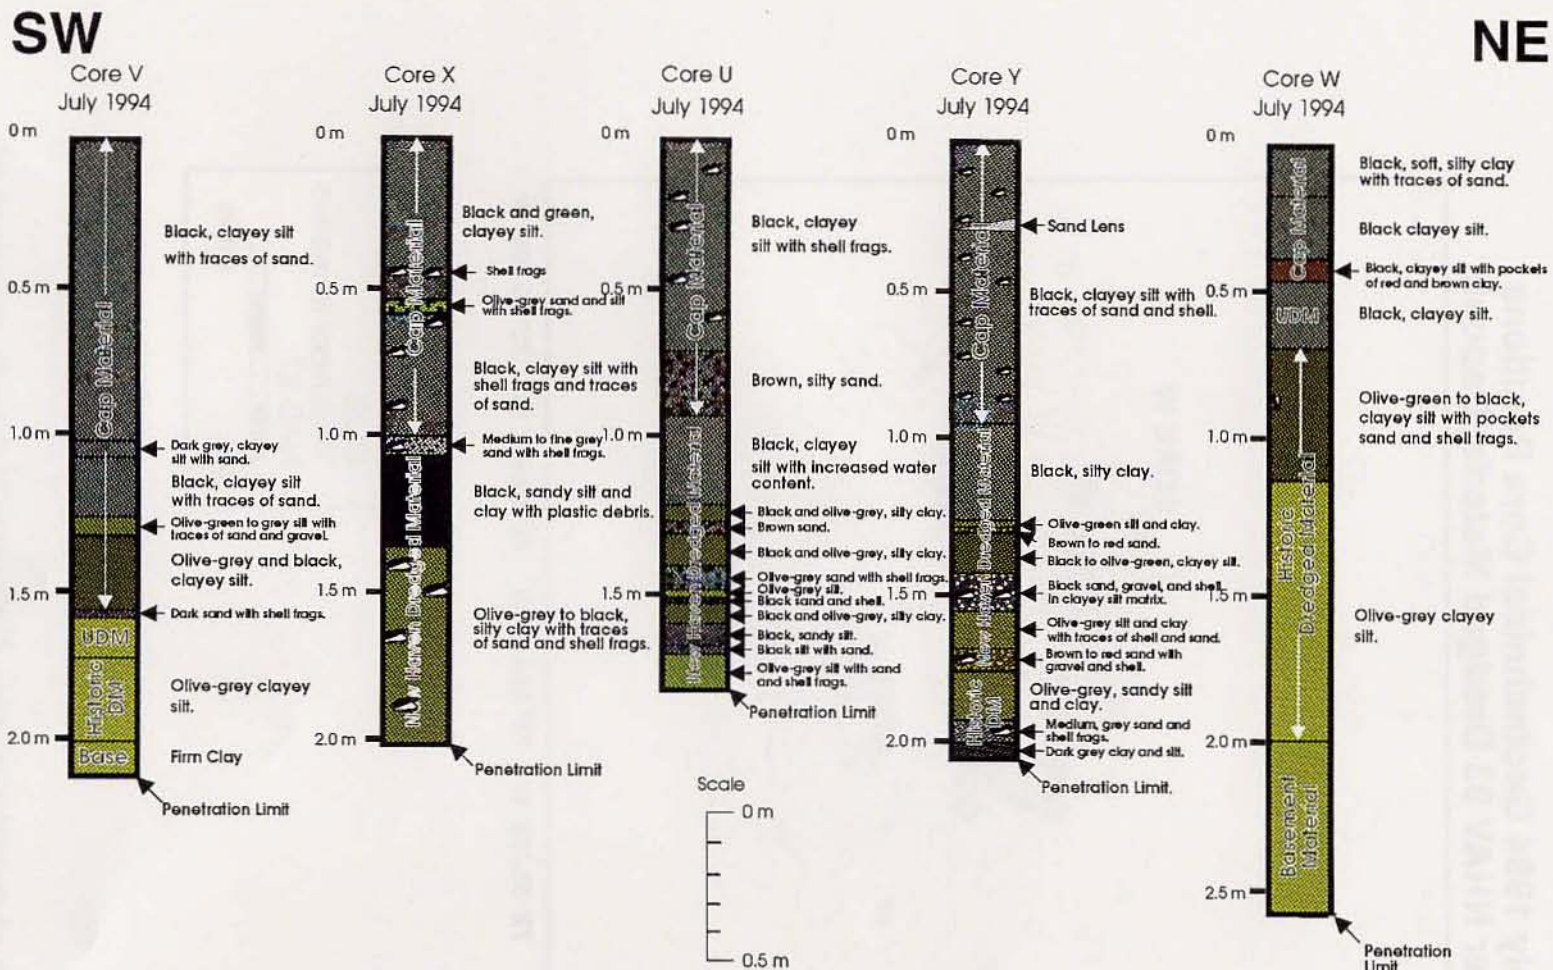 SW
NE
Core V
July 1994
0 m
Black, clayey silt
with traces of sand.
0.5 m
Cap Material
1.0 m
Dark grey, clayey
silt with sand.
Black, clayey silt
with traces of sand.
Olive-green to grey silt with
traces of sand and gravel.
Olive-grey and black,
clayey silt.
1.5 m
Dark sand with shell frags.
UDM
Historic
DM
Olive-grey clayey
silt.
2.0 m
Base
Firm Clay
Penetration Limit
Core X
July 1994
0 m
Black and green,
clayey silt.
Cap Material
Shell frags
0.5 m
Olive-grey sand and silt
with shell frags.
Black, clayey silt with
shell frags and traces
of sand.
1.0 m
Medium to fine grey
sand with shell frags.
Black, sandy silt and
clay with plastic debris.
New Haven Dredged Material
1.5 m
Olive-grey to black,
silty clay with traces
of sand and shell frags.
2.0 m
Penetration Limit
Core U
July 1994
0 m
Black, clayey
silt with shell frags.
Cap Material
0.5 m
Brown, silty sand.
1.0 m
Black, clayey
silt with increased water
content.
New Haven Dredged Material
Black and olive-grey, silty clay.
Brown sand.
Black and olive-grey, silty clay.
Olive-grey sand with shell frags.
1.5 m
Olive-grey silt.
Black sand and shell.
Black and olive-grey, silty clay.
Black, sandy silt.
Black silt with sand.
Olive-grey silt with sand
and shell frags.
Penetration Limit
Core Y
July 1994
0 m
Sand Lens
0.5 m
Cap Material
Black, clayey silt with
traces of sand and shell.
1.0 m
Black, silty clay.
New Haven Dredged Material
Olive-green silt and clay.
Brown to red sand.
Black to olive-green, clayey silt.
1.5 m
Black sand, gravel, and shell
in clayey silt matrix.
Olive-grey silt and clay
with traces of shell and sand.
Brown to red sand with
gravel and shell.
Historic
DM
Olive-grey, sandy silt
and clay.
Medium, grey sand and
shell frags.
2.0 m
Dark grey clay and silt.
Penetration Limit.
Core W
July 1994
0 m
Black, soft, silty clay
with traces of sand.
Cap Material
Black clayey silt.
Black, clayey silt with pockets
of red and brown clay.
0.5 m
UDM
Black, clayey silt.
Olive-green to black,
clayey silt with pockets
sand and shell frags.
1.0 m
Historic
Dredged Material
1.5 m
Olive-grey clayey
silt.
2.0 m
Basement
Material
2.5 m
Penetration
Limit
Scale
0 m
0.5 m